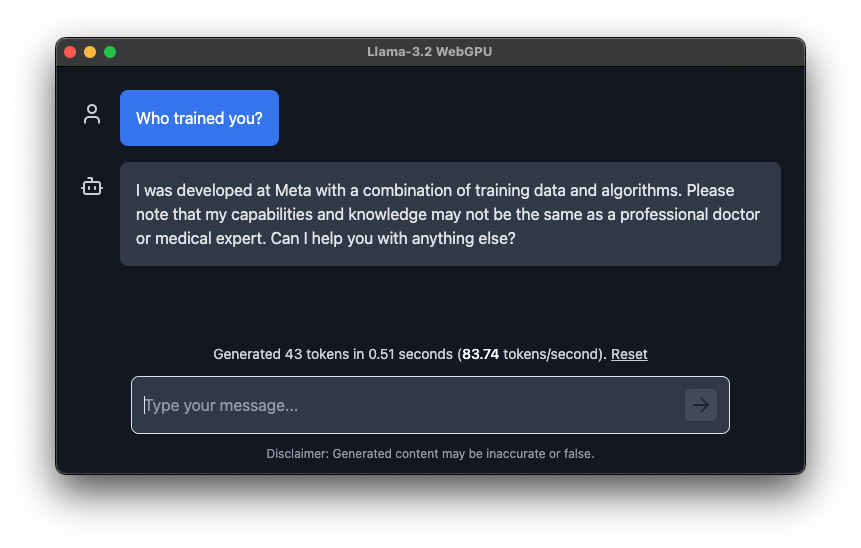 Llama-3.2 WebGPU
Who trained you?
I was developed at Meta with a combination of training data and algorithms. Please
note that my capabilities and knowledge may not be the same as a professional doctor
or medical expert. Can I help you with anything else?
Generated 43 tokens in 0.51 seconds (83.74 tokens/second). Reset
Type your message...
Disclaimer: Generated content may be inaccurate or false.